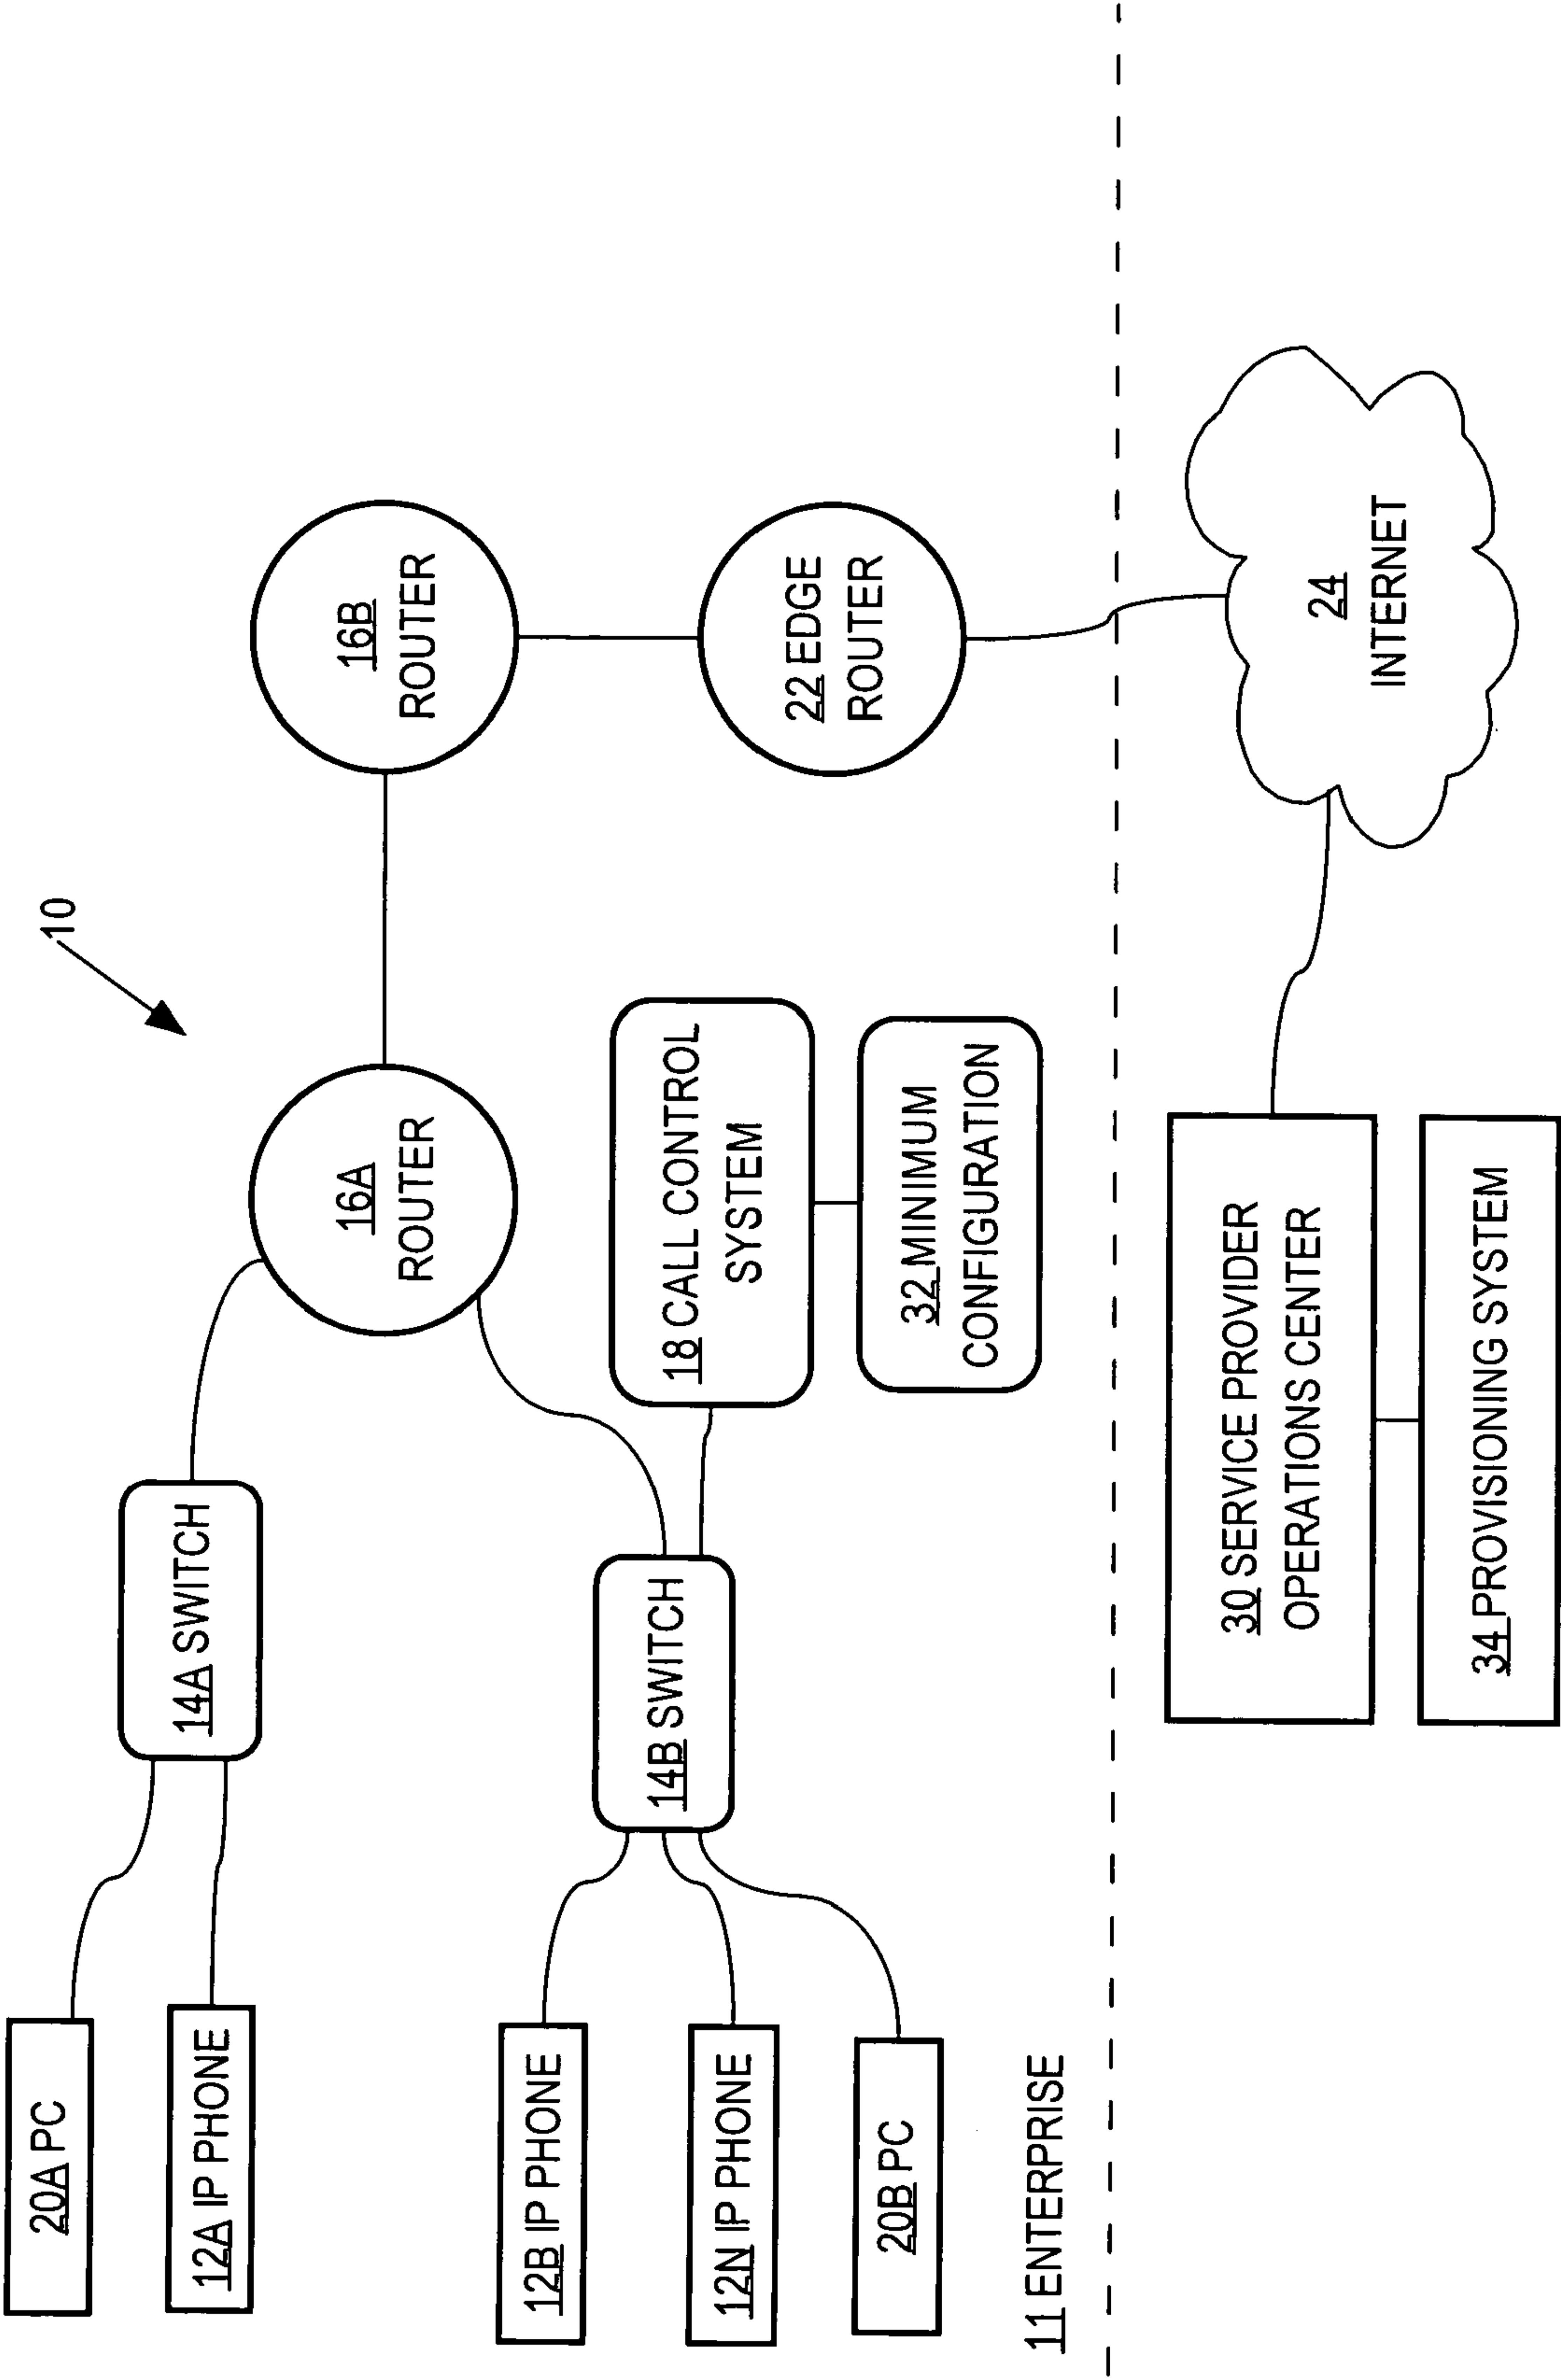 10
20A PC
12A IP PHONE
14A SWITCH
16A
ROUTER
16B
ROUTER
12B IP PHONE
12N IP PHONE
20B PC
14B SWITCH
18 CALL CONTROL
SYSTEM
32 MINIMUM
CONFIGURATION
22 EDGE
ROUTER
11 ENTERPRISE
30 SERVICE PROVIDER
OPERATIONS CENTER
34 PROVISIONING SYSTEM
24
INTERNET